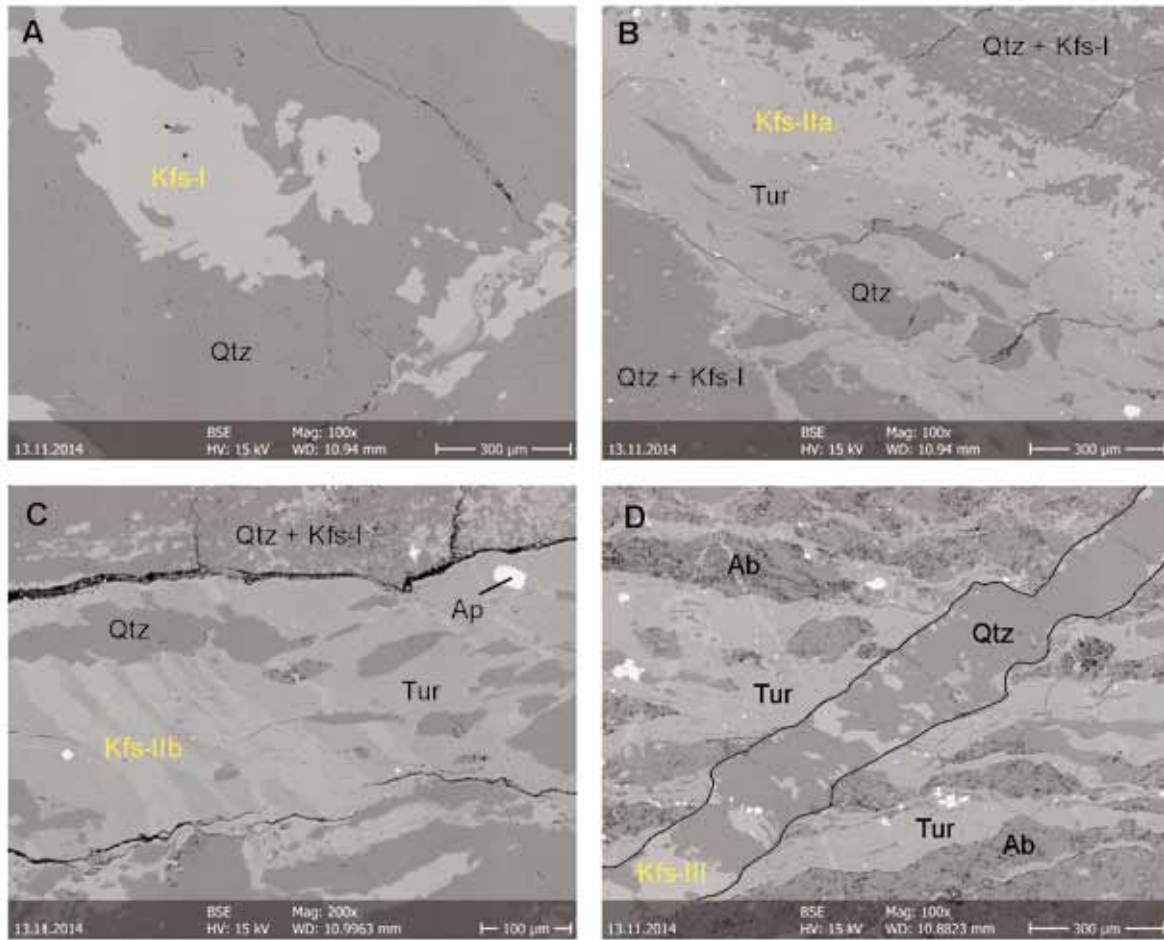 A
Kfs-I
Qtz
BSE Mag: 100x
13.11.2014 HV: 15 kV WD: 10.94 mm 300 µm
B
Qtz + Kfs-I
Kfs-IIa
Tur
Qtz
Qtz + Kfs-I
BSE Mag: 100x
13.11.2014 HV: 15 kV WD: 10.94 mm 300 µm
C
Qtz + Kfs-I
Ap
Qtz
Tur
Kfs-IIb
BSE Mag: 200x
13.11.2014 HV: 15 kV WD: 10.9963 mm 100 µm
D
Ab
Qtz
Tur
Tur
Ab
Kfs-III
BSE Mag: 100x
13.11.2014 HV: 15 kV WD: 10.8823 mm 300 µm